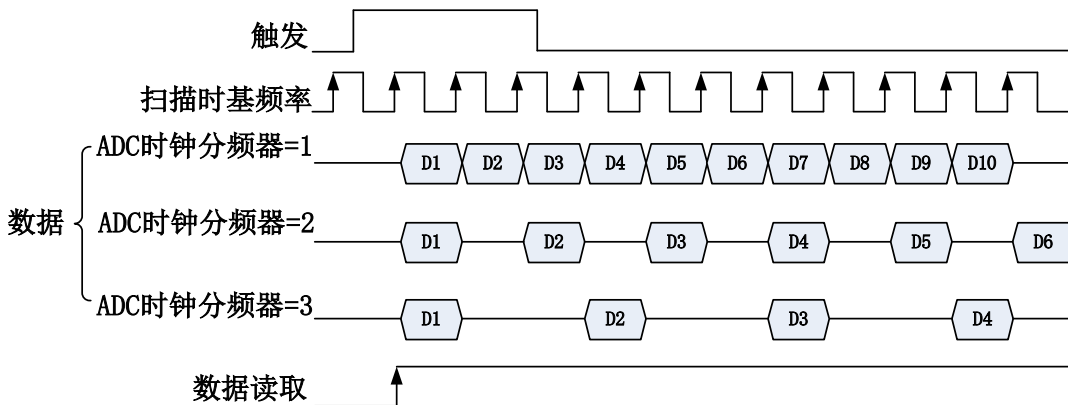 触发
扫描时基频率
ADC时钟分频器=1
D1 D2 D3 D4 D5 D6 D7 D8 D9 D10
数据
ADC时钟分频器=2
D1 D2 D3 D4 D5 D6
ADC时钟分频器=3
D1 D2 D3 D4
数据读取